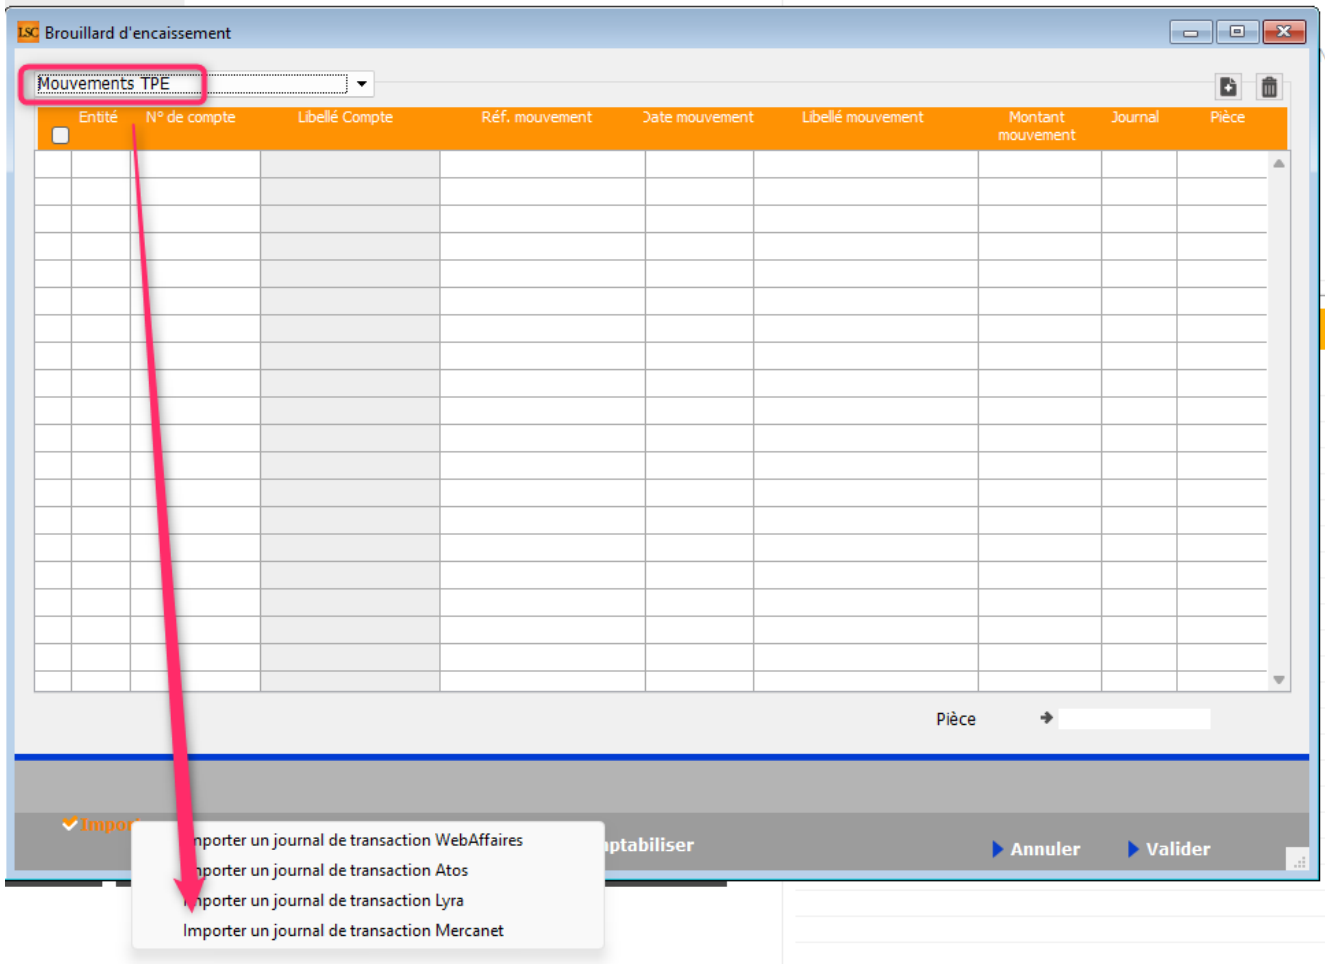 LSC Brouillard d'encaissement
Mouvements TPE
Entité N° de compte Libellé Compte Réf. mouvement Date mouvement Libellé mouvement Montant mouvement Journal Pièce
Pièce
Importer un journal de transaction WebAffaires
Importer un journal de transaction Atos
Importer un journal de transaction Lyra
Importer un journal de transaction Mercanet
Annuler Valider